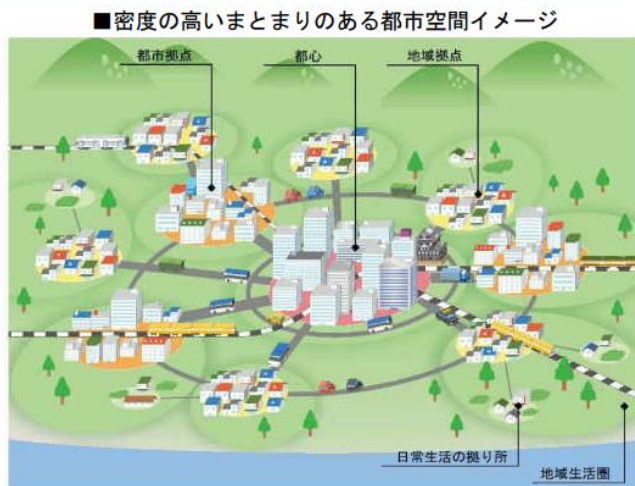 ■密度の高いまとまりのある都市空間イメージ
都市拠点
都心
地域拠点
日常生活の拠り所
地域生活圏